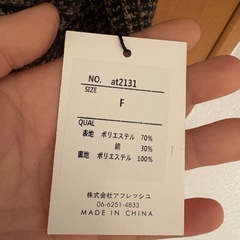 NO. at2131
SIZE
F
QUAL
表地 ポリエステル 70%
綿 30%
裏地 ポリエステル 100%
株式会社アフレッシュ
06-6251-4833
MADE IN CHINA